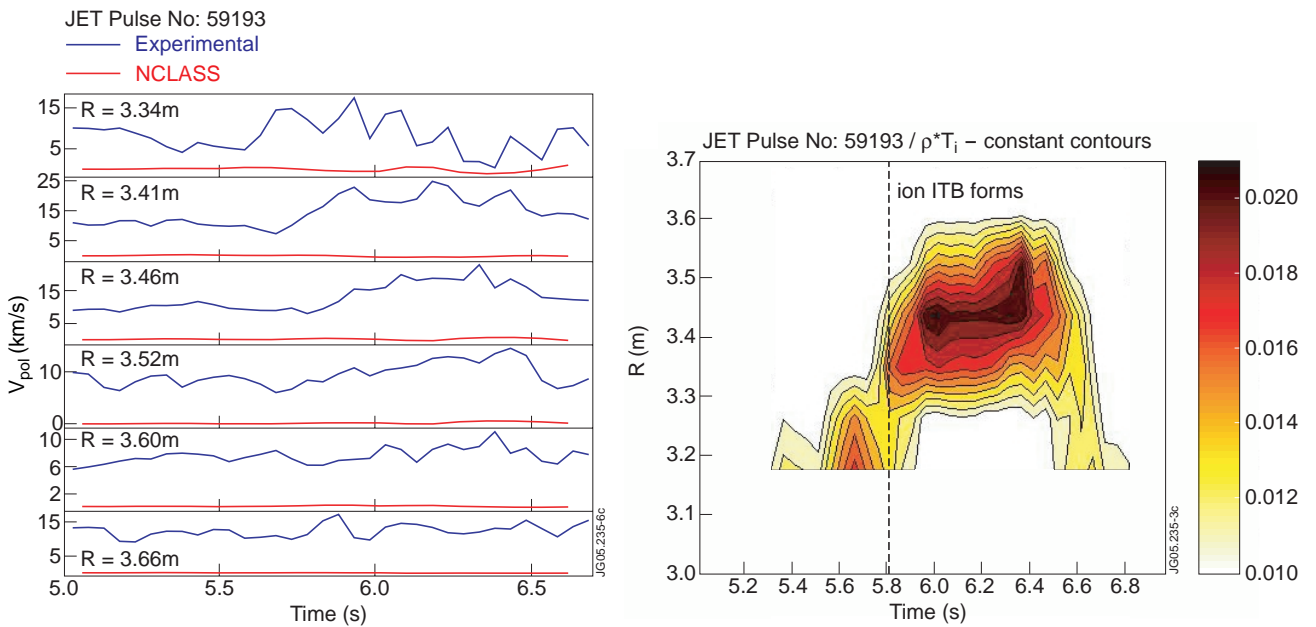 JET Pulse No: 59193
Experimental
NCLASS
R = 3.34m
15
5
R = 3.41m
25
15
5
R = 3.46m
25
15
5
R = 3.52m
10
0
R = 3.60m
10
6
2
R = 3.66m
15
5
Vpol (km/s)
5.0 5.5 6.0 6.5
Time (s)
JG05.235-6c
JET Pulse No: 59193 / ρ*Ti – constant contours
ion ITB forms
3.7
3.6
3.5
3.4
3.3
3.2
3.1
3.0
R (m)
5.2 5.4 5.6 5.8 6.0 6.2 6.4 6.6 6.8
Time (s)
JG05.235-3c
0.020
0.018
0.016
0.014
0.012
0.010